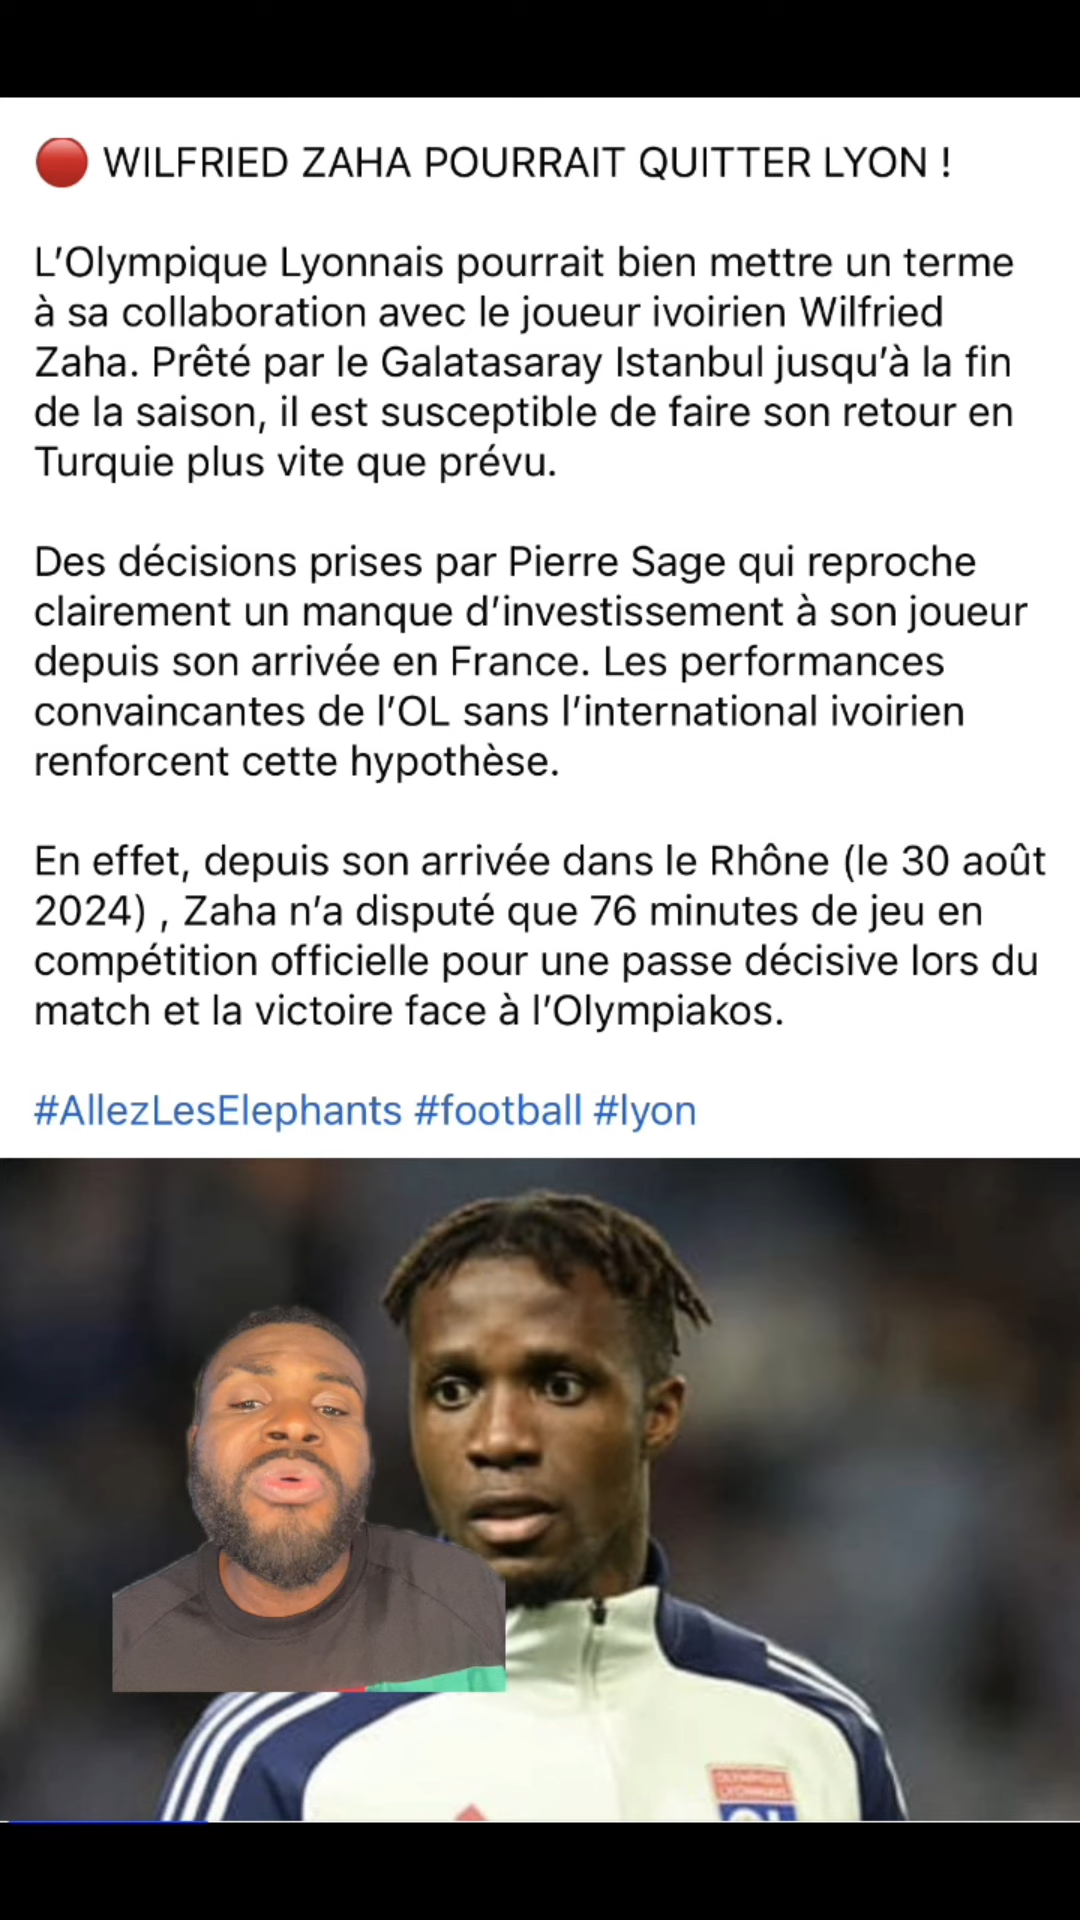 🔴 WILFRIED ZAHA POURRAIT QUITTER LYON !
L’Olympique Lyonnais pourrait bien mettre un terme
à sa collaboration avec le joueur ivoirien Wilfried
Zaha. Prêté par le Galatasaray Istanbul jusqu’à la fin
de la saison, il est susceptible de faire son retour en
Turquie plus vite que prévu.
Des décisions prises par Pierre Sage qui reproche
clairement un manque d’investissement à son joueur
depuis son arrivée en France. Les performances
convaincantes de l’OL sans l’international ivoirien
renforcent cette hypothèse.
En effet, depuis son arrivée dans le Rhône (le 30 août
2024) , Zaha n’a disputé que 76 minutes de jeu en
compétition officielle pour une passe décisive lors du
match et la victoire face à l’Olympiakos.
#AllezLesElephants #football #lyon
OLYMPIQUE
LYONNAIS
OL